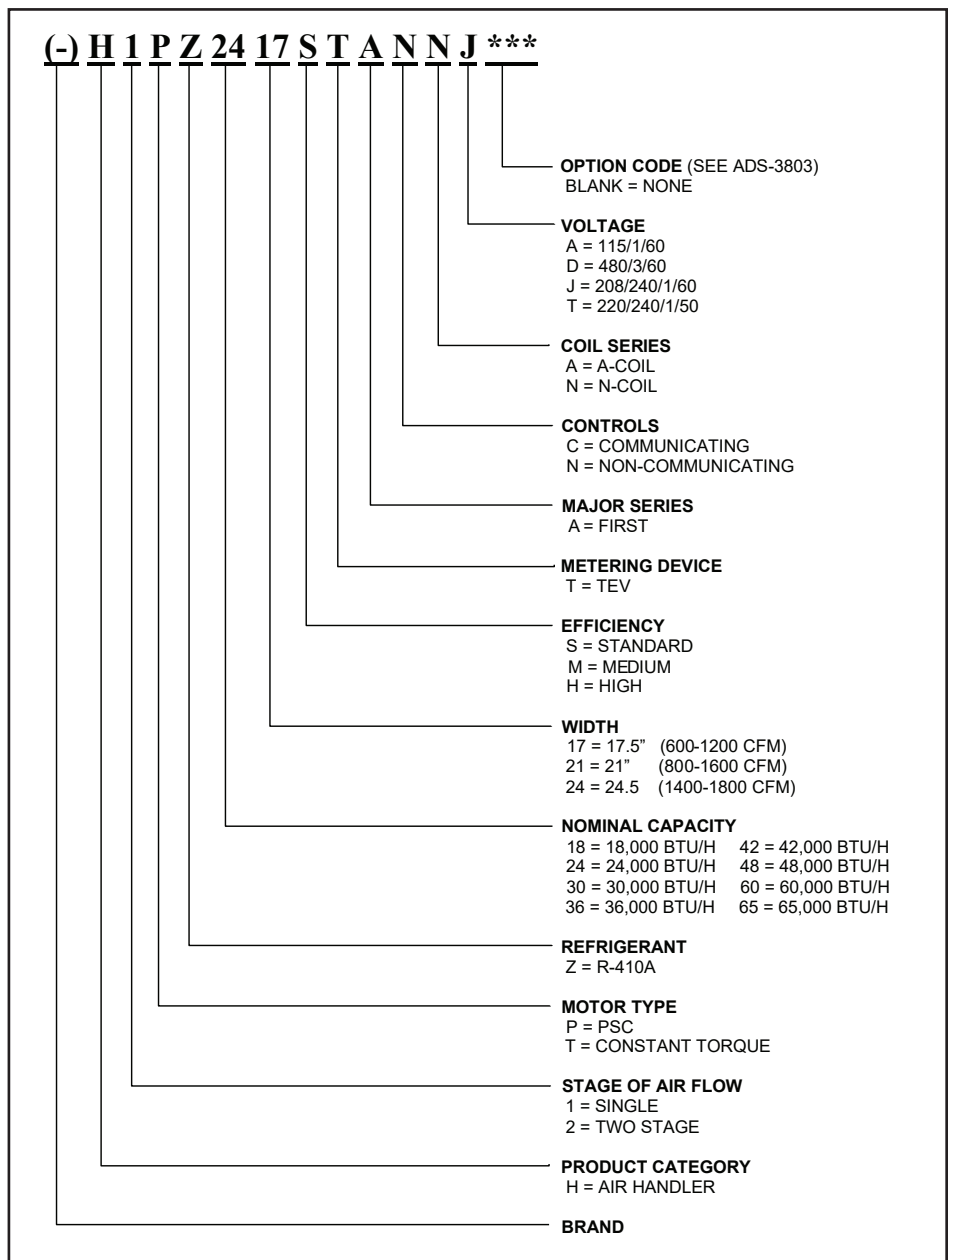 (-) H 1 P Z 24 17 S T A N N J ***
OPTION CODE (SEE ADS-3803)
BLANK = NONE
VOLTAGE
A = 115/1/60
D = 480/3/60
J = 208/240/1/60
T = 220/240/1/50
COIL SERIES
A = A-COIL
N = N-COIL
CONTROLS
C = COMMUNICATING
N = NON-COMMUNICATING
MAJOR SERIES
A = FIRST
METERING DEVICE
T = TEV
EFFICIENCY
S = STANDARD
M = MEDIUM
H = HIGH
WIDTH
17 = 17.5” (600-1200 CFM)
21 = 21” (800-1600 CFM)
24 = 24.5 (1400-1800 CFM)
NOMINAL CAPACITY
18 = 18,000 BTU/H 42 = 42,000 BTU/H
24 = 24,000 BTU/H 48 = 48,000 BTU/H
30 = 30,000 BTU/H 60 = 60,000 BTU/H
36 = 36,000 BTU/H 65 = 65,000 BTU/H
REFRIGERANT
Z = R-410A
MOTOR TYPE
P = PSC
T = CONSTANT TORQUE
STAGE OF AIR FLOW
1 = SINGLE
2 = TWO STAGE
PRODUCT CATEGORY
H = AIR HANDLER
BRAND